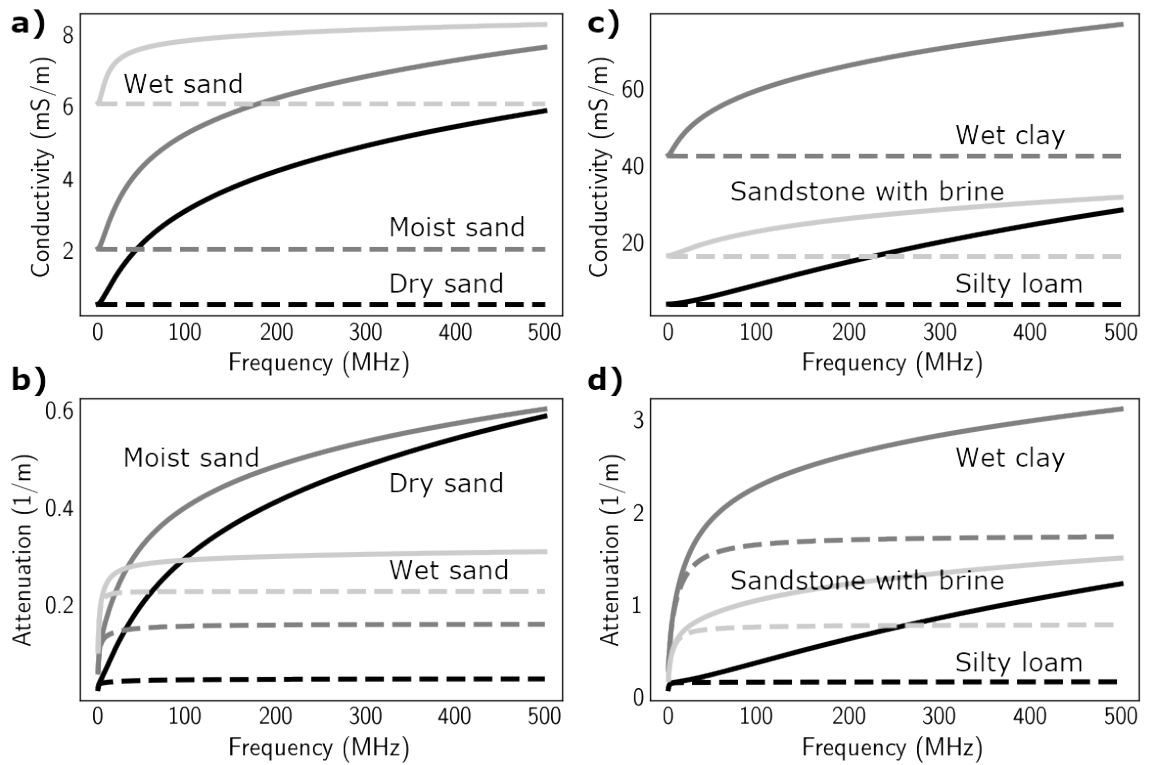 a)
8
6
4
2
Conductivity (mS/m)
Wet sand
Moist sand
Dry sand
0 100 200 300 400 500
Frequency (MHz)
c)
60
40
20
Conductivity (mS/m)
Wet clay
Sandstone with brine
Silty loam
0 100 200 300 400 500
Frequency (MHz)
b)
0.6
0.4
0.2
Attenuation (1/m)
Moist sand
Dry sand
Wet sand
0 100 200 300 400 500
Frequency (MHz)
d)
3
2
1
0
Attenuation (1/m)
Wet clay
Sandstone with brine
Silty loam
0 100 200 300 400 500
Frequency (MHz)